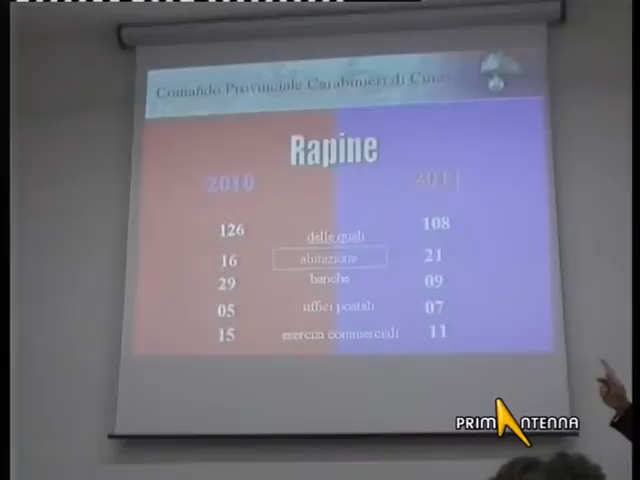 Comando Provinciale Carabinieri di
Rapine
2010 2011
126 108
delle quali
16 abitazione 21
29 banche 09
05 uffici postali 07
15 esercizi commerciali 11
PRIMANTENNA